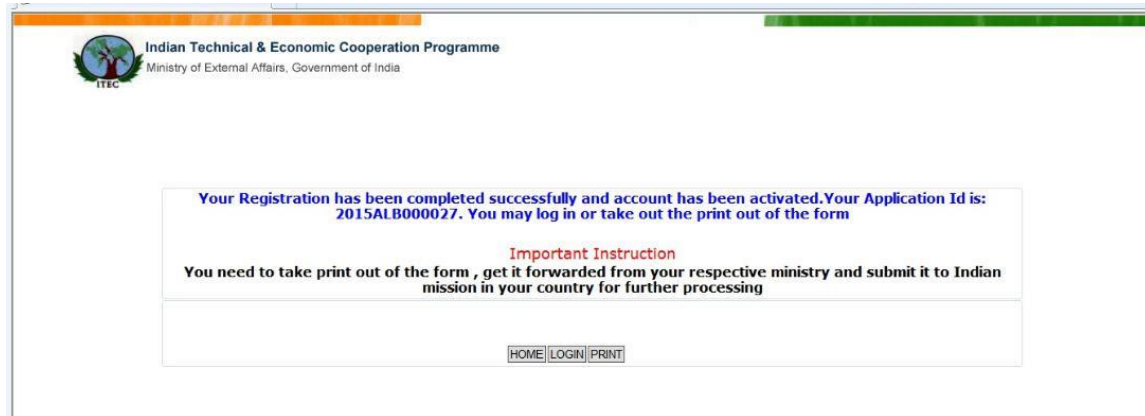 Indian Technical & Economic Cooperation Programme
Ministry of External Affairs, Government of India
ITEC
Your Registration has been completed successfully and account has been activated.Your Application Id is:
2015ALB000027. You may log in or take out the print out of the form
Important Instruction
You need to take print out of the form , get it forwarded from your respective ministry and submit it to Indian
mission in your country for further processing
HOME LOGIN PRINT